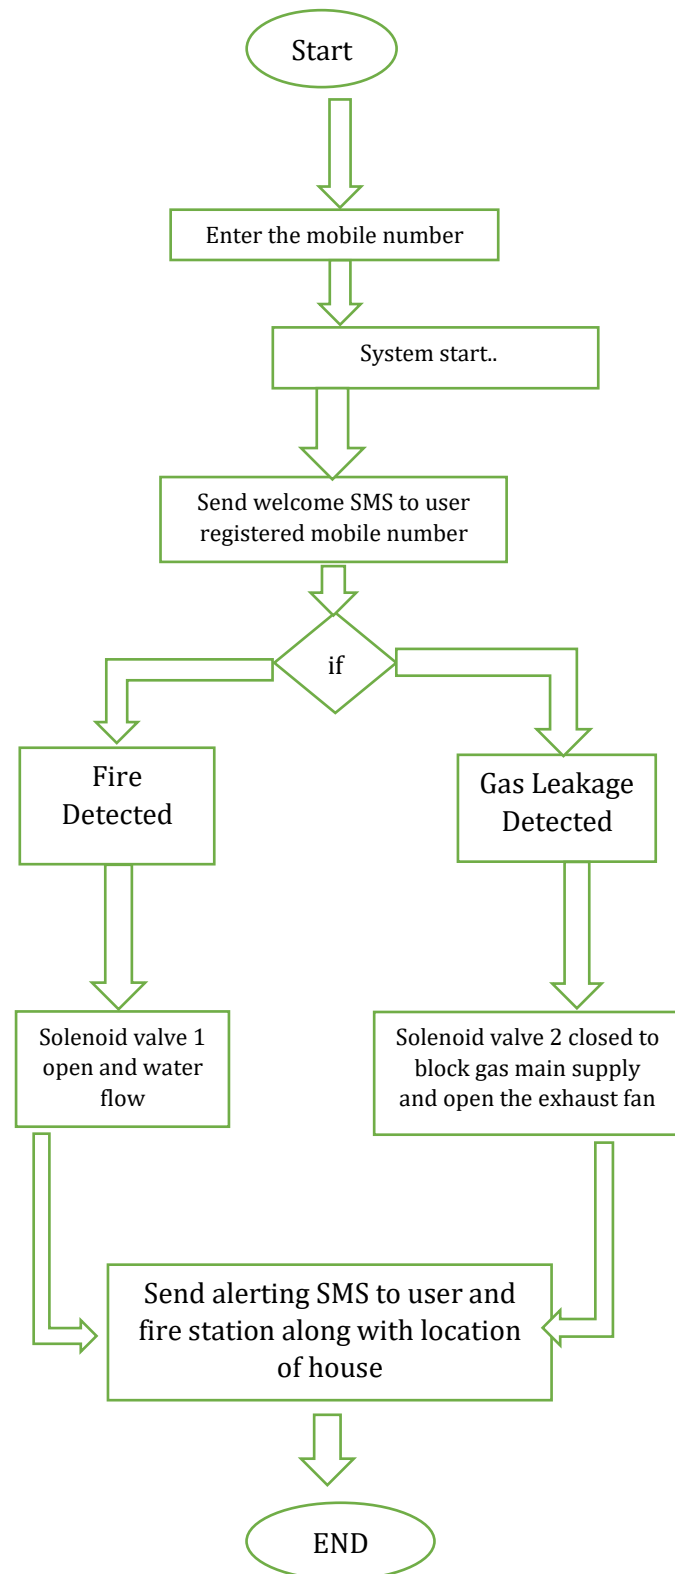 Start
Enter the mobile number
System start..
Send welcome SMS to user
registered mobile number
if
Fire
Detected
Gas Leakage
Detected
Solenoid valve 1
open and water
flow
Solenoid valve 2 closed to
block gas main supply
and open the exhaust fan
Send alerting SMS to user and
fire station along with location
of house
END